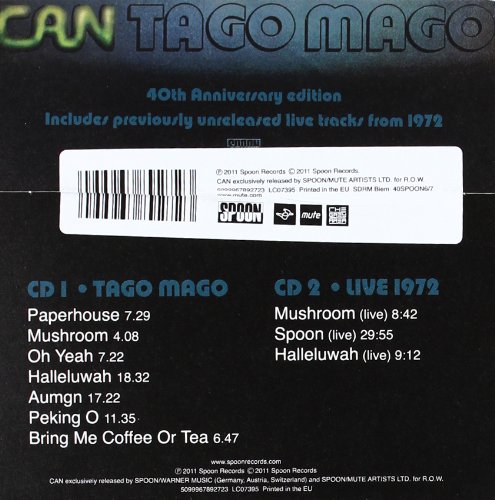 CAN TAGO MAGO
40th Anniversary edition
Includes previously unreleased live tracks from 1972
℗ 2011 Spoon Records © 2011 Spoon Records
CAN exclusively released by SPOON/MUTE ARTISTS LTD. for R.O.W.
5099967892723 LC07395 Printed in the EU SDRM Biem 40SPOON6/7
www.mute.com
SPOON
mute
CD 1 • TAGO MAGO
Paperhouse 7.29
Mushroom 4.08
Oh Yeah 7.22
Halleluwah 18.32
Aumgn 17.22
Peking O 11.35
Bring Me Coffee Or Tea 6.47
CD 2 • LIVE 1972
Mushroom (live) 8:42
Spoon (live) 29:55
Halleluwah (live) 9:12
www.spoonrecords.com
℗ 2011 Spoon Records © 2011 Spoon Records.
CAN exclusively released by SPOON/WARNER MUSIC (Germany, Austria, Switzerland) and SPOON/MUTE ARTISTS LTD. for R.O.W.
5099967892723 LC07395 Printed in the EU